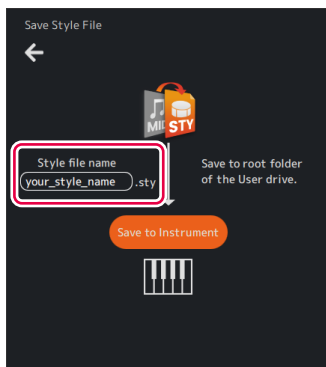 Save Style File
MID
STY
Style file name
your_style_name .sty
Save to root folder
of the User drive.
Save to Instrument